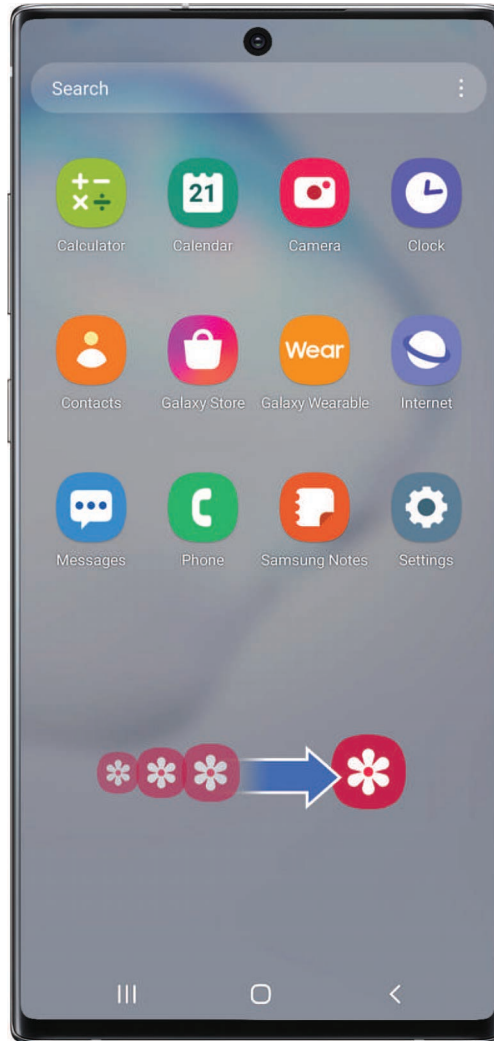 Search
21
Calculator Calendar Camera Clock
Wear
Contacts Galaxy Store Galaxy Wearable Internet
Messages Phone Samsung Notes Settings